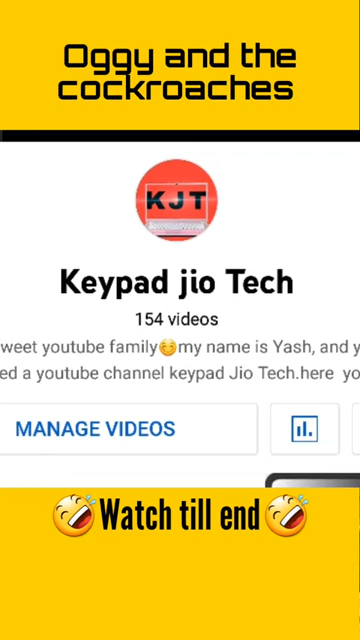 Oggy and the
cockroaches
KJT
Keypad jio Tech
154 videos
weet youtube family😊my name is Yash, and y
ed a youtube channel keypad Jio Tech.here yo
MANAGE VIDEOS
🤣Watch till end🤣